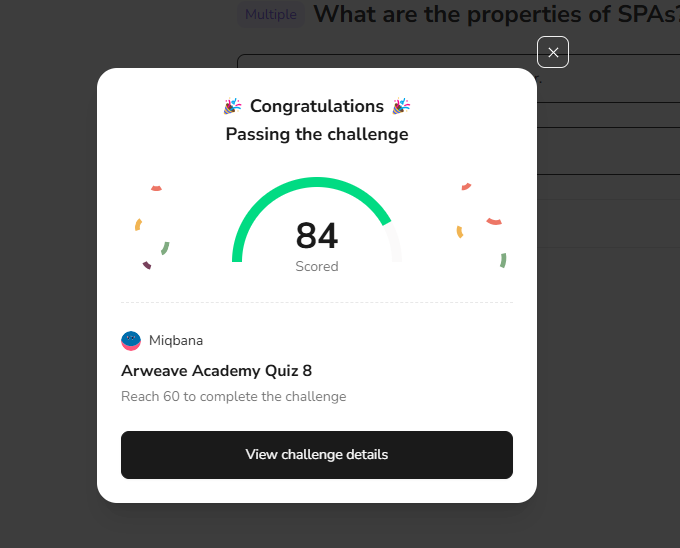 Multiple What are the properties of SPAs?
Congratulations
Passing the challenge
84
Scored
Miqbana
Arweave Academy Quiz 8
Reach 60 to complete the challenge
View challenge details